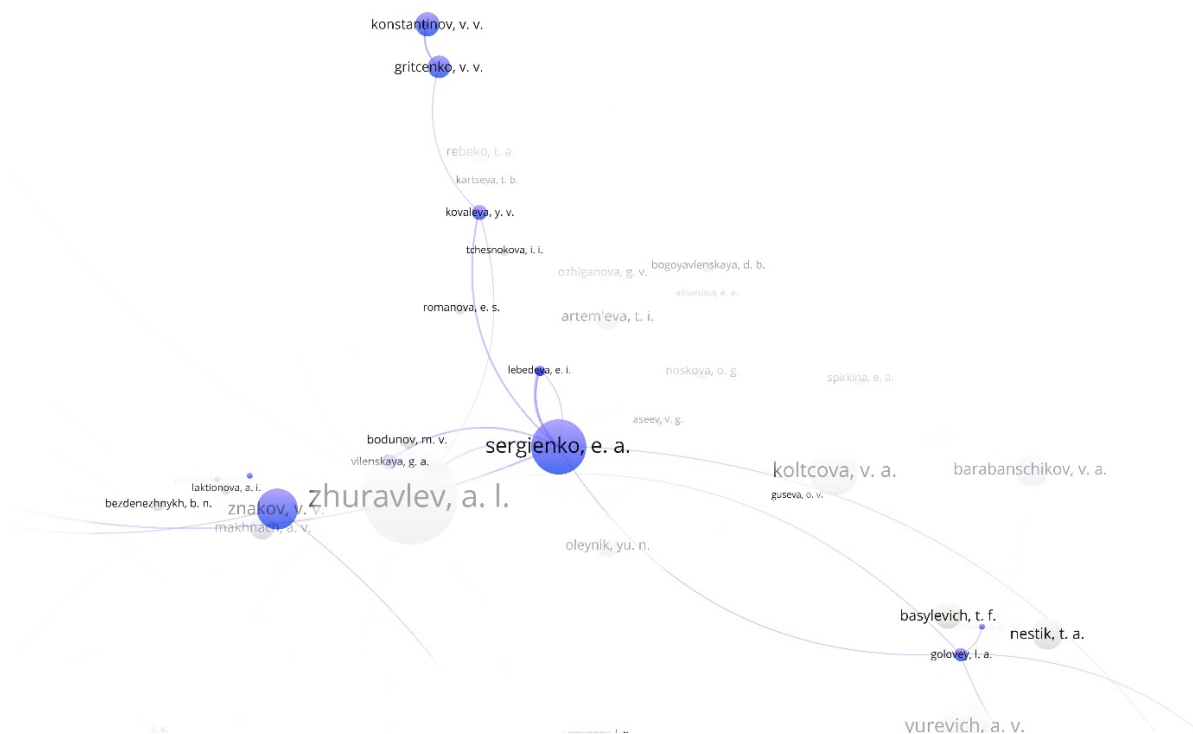 konstantinov, v. v.
gritcenko, v. v.
rebeko, t. a.
kartseva, t. b.
kovaleva, y. v.
tchesnokova, i. i.
ozhiganova, g. v.
bogoyavlenskaya, d. b.
aksenova, e. a.
romanova, e. s.
artem'eva, t. i.
lebedeva, e. i.
noskova, o. g.
spirkina, e. a.
aseev, v. g.
bodunov, m. v.
sergienko, e. a.
vilenskaya, g. a.
koltcova, v. a.
barabanschikov, v. a.
laktionova, a. i.
guseva, o. v.
bezdenezhnykh, b. n.
znakov, v. v.
zhuravlev, a. l.
makhnach, a. v.
oleynik, yu. n.
basylevich, t. f.
nestik, t. a.
golovey, l. a.
yurevich, a. v.